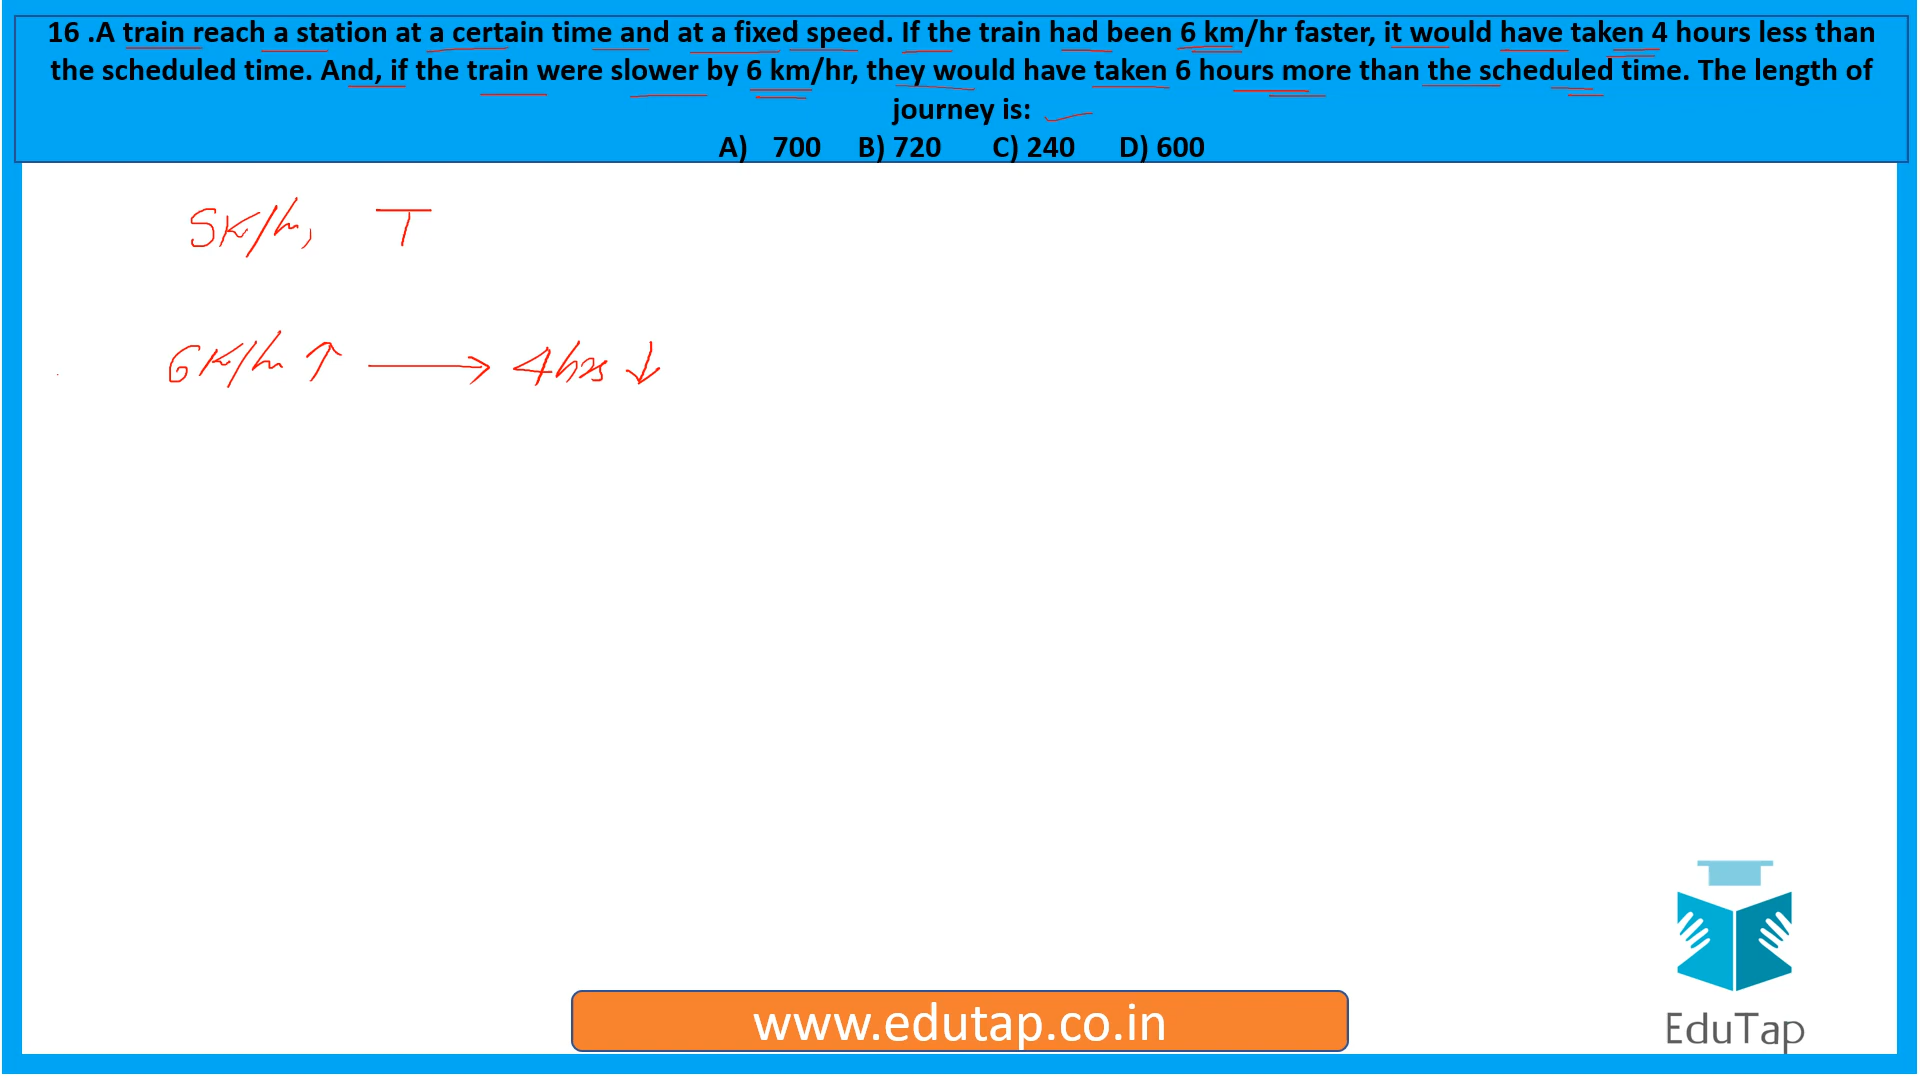 16 .A train reach a station at a certain time and at a fixed speed. If the train had been 6 km/hr faster, it would have taken 4 hours less than
the scheduled time. And, if the train were slower by 6 km/hr, they would have taken 6 hours more than the scheduled time. The length of
journey is:
A) 700 B) 720 C) 240 D) 600
SK/h, T
6K/h ↑ → 4hrs ↓
www.edutap.co.in
EduTap